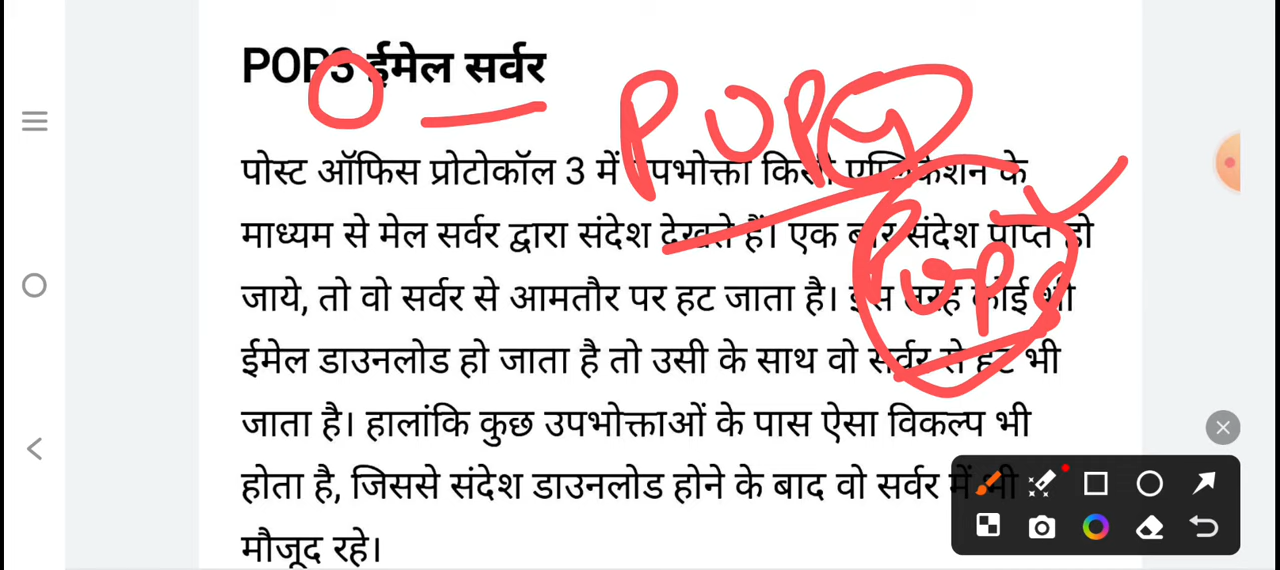 POP3 ईमेल सर्वर
POP
पोस्ट ऑफिस प्रोटोकॉल 3 में उपभोक्ता किसी एप्लिकेशन के
माध्यम से मेल सर्वर द्वारा संदेश देखते हैं। एक बार संदेश प्राप्त हो
POP3
जाये, तो वो सर्वर से आमतौर पर हट जाता है। इस तरह कोई भी
ईमेल डाउनलोड हो जाता है तो उसी के साथ वो सर्वर से हट भी
जाता है। हालांकि कुछ उपभोक्ताओं के पास ऐसा विकल्प भी
होता है, जिससे संदेश डाउनलोड होने के बाद वो सर्वर में भी
मौजूद रहे।